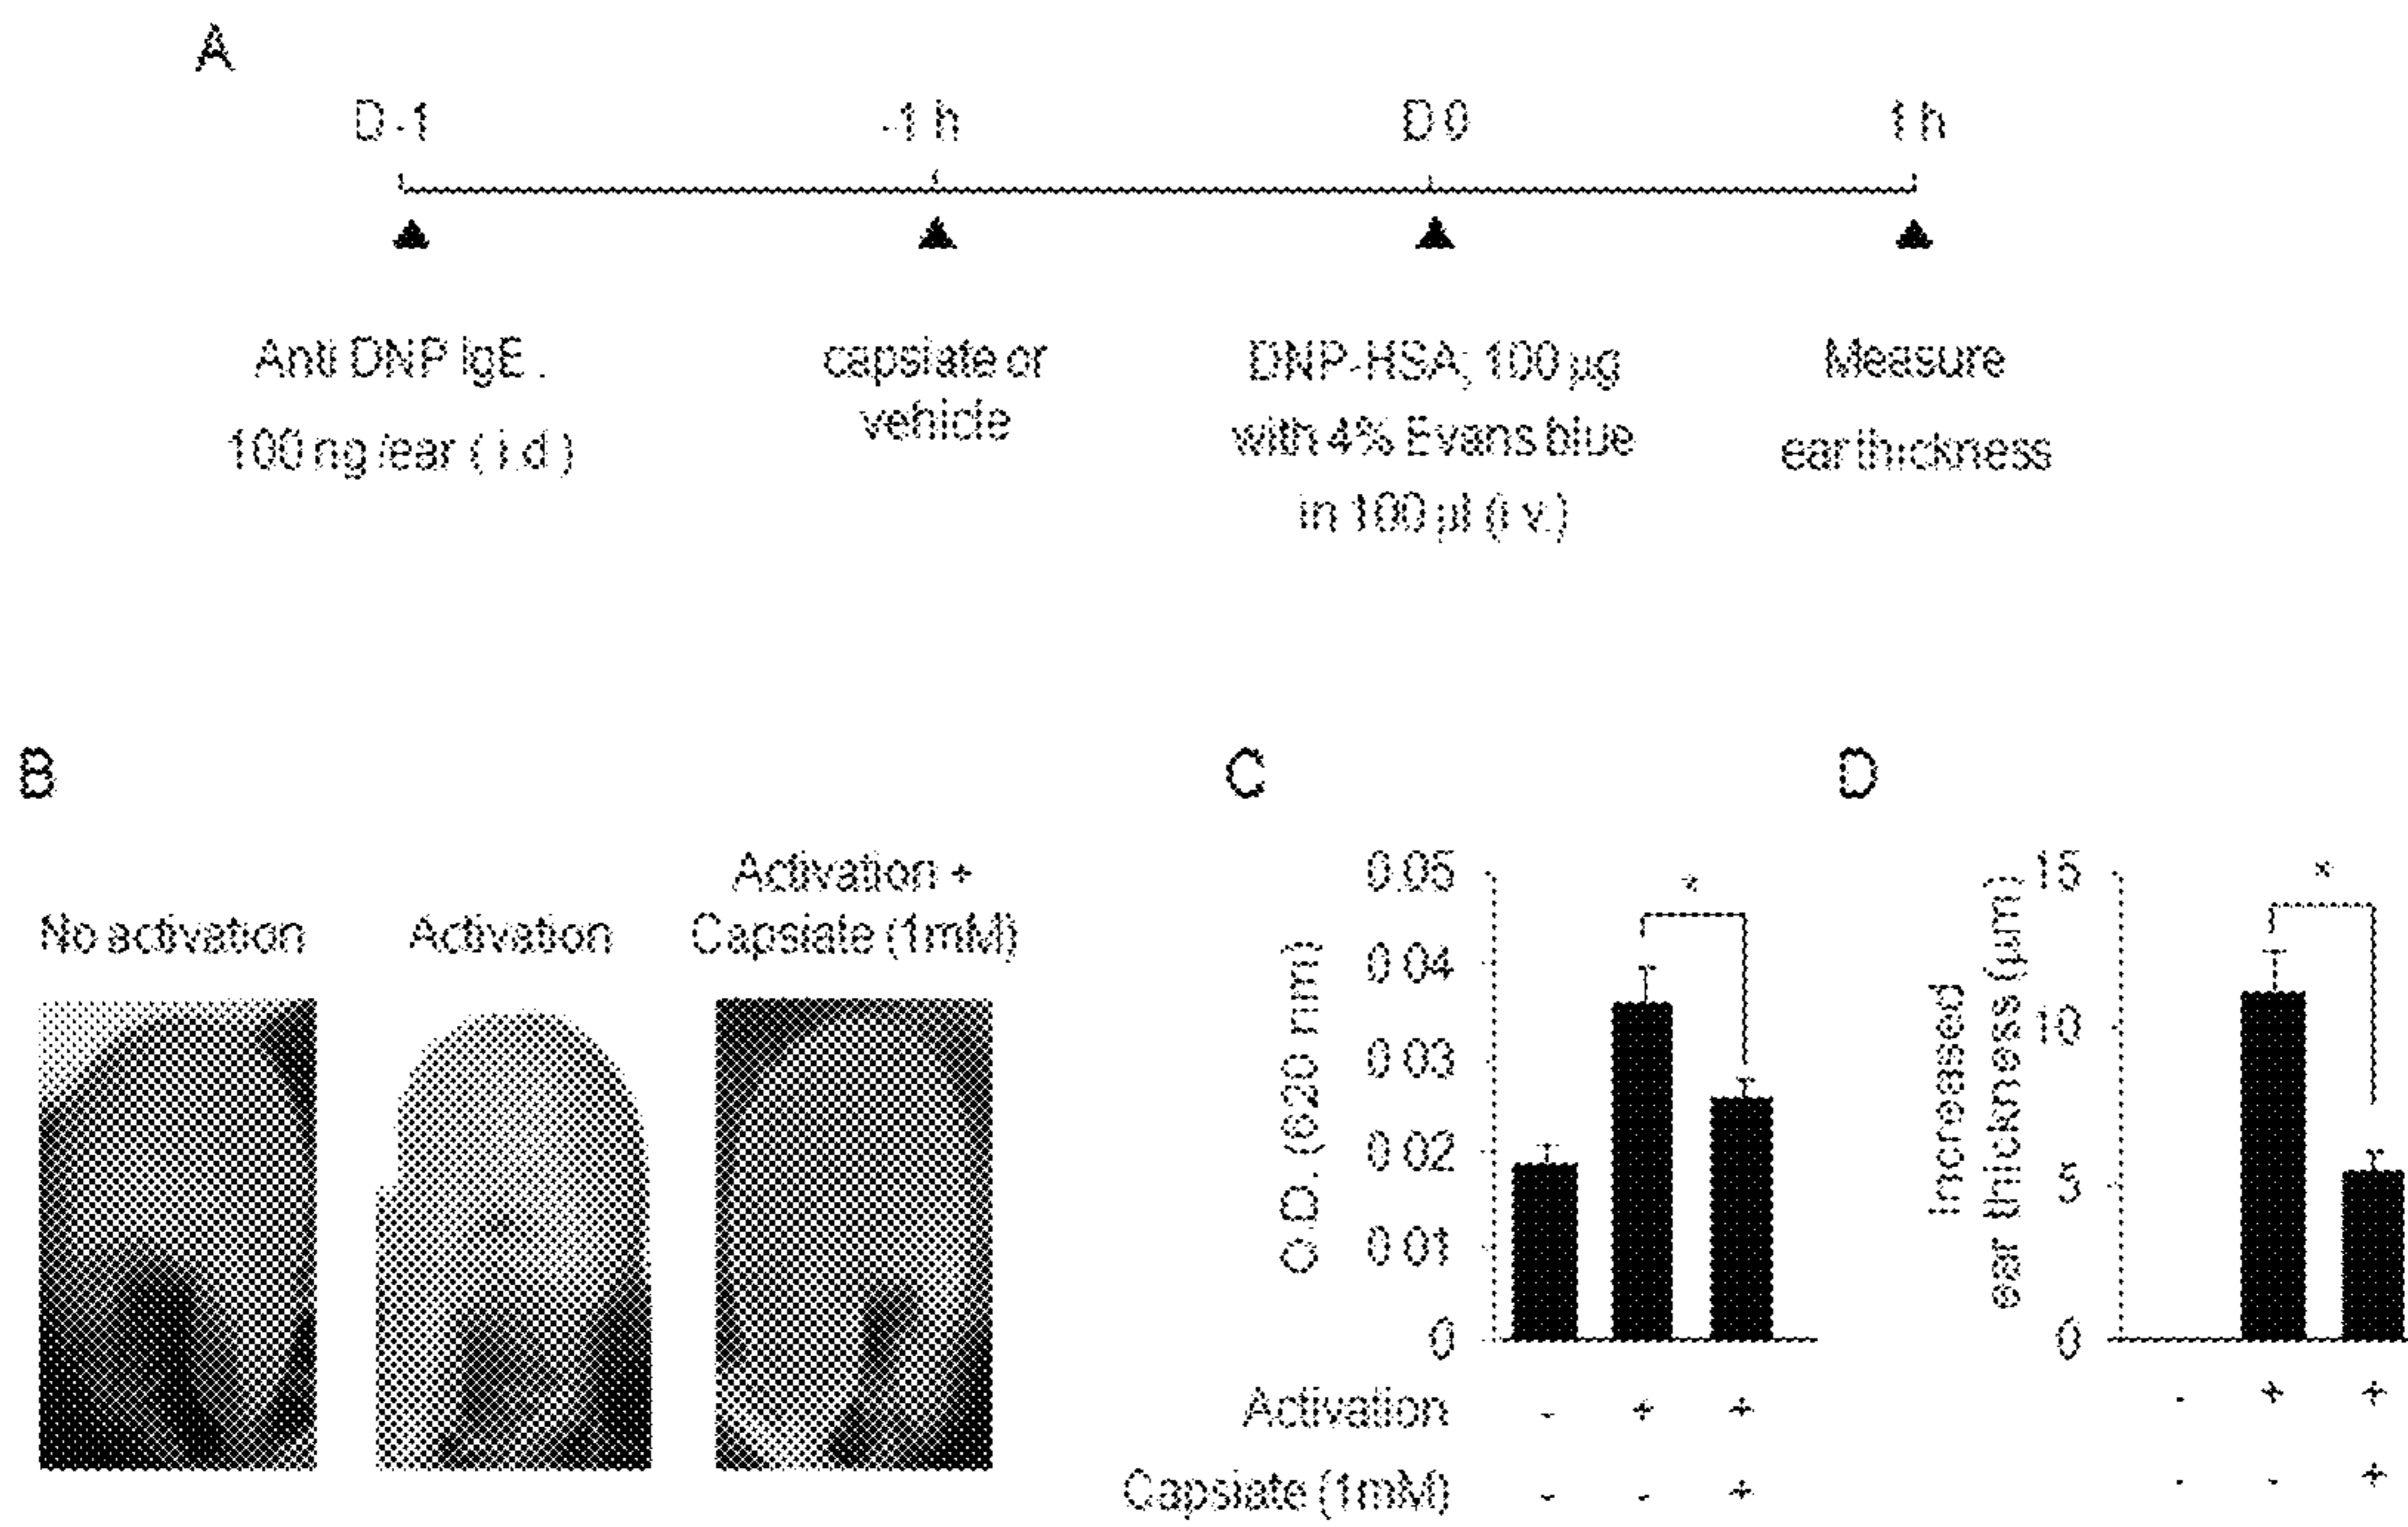 A
D -1
-1 h
D 0
1 h
Anti DNP IgE.
100 ng /ear ( i.d.)
capsiate or
vehicle
DNP-HSA; 100 µg
with 4% Evans blue
in 100 µl (i.v.)
Measure
ear thickness
B
No activation
Activation
Activation +
Capsiate (1mM)
C
O.D. (620 nm)
0.05
0.04
0.03
0.02
0.01
0
*
Activation - + +
Capsiate (1mM) - - +
D
Increased
ear thickness (µm)
15
10
5
0
*
- + +
- - +